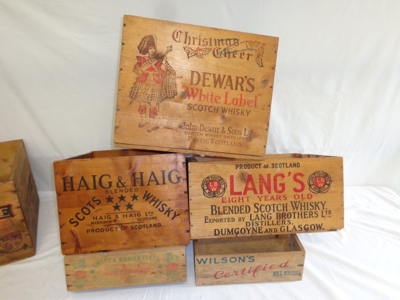 Christmas
Cheer
DEWAR'S
White Label
SCOTCH WHISKY
John Dewar & Sons Ltd
HAIG & HAIG
BLENDED
SCOTS WHISKY
HAIG & HAIG LTD
PRODUCT OF SCOTLAND.
PRODUCT OF SCOTLAND
LANG'S
EIGHT YEARS OLD
BLENDED SCOTCH WHISKY.
EXPORTED BY LANG BROTHERS LTD
DISTILLERS,
DUMGOYNE AND GLASGOW.
WILSON'S
Certified